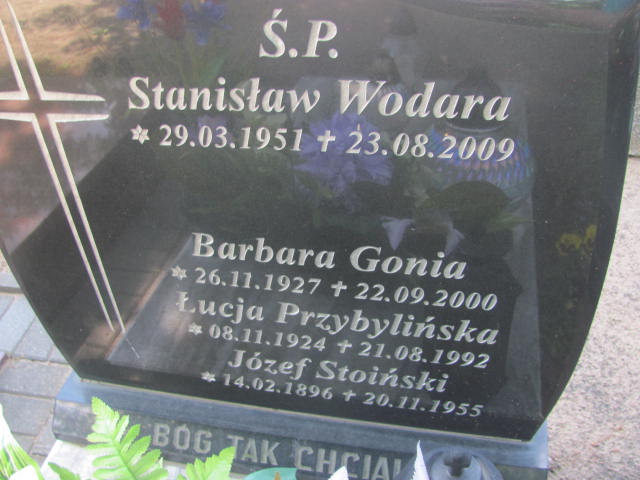 Ś.P.
Stanisław Wodara
✡ 29.03.1951 ✝ 23.08.2009
Barbara Gonia
✡ 26.11.1927 ✝ 22.09.2000
Łucja Przybylińska
✡ 08.11.1924 ✝ 21.08.1992
Józef Stoiński
✡ 14.02.1896 ✝ 20.11.1955
BÓG TAK CHCIAŁ